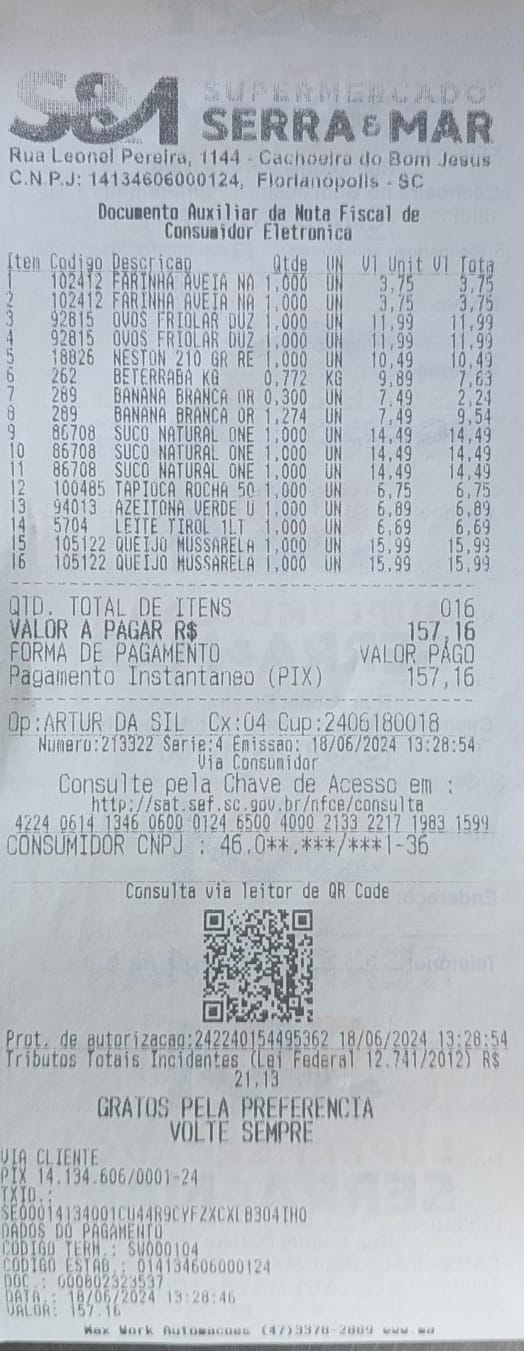 S&M SUPERMERCADO
SERRA & MAR
Rua Leonel Pereira, 1144 - Cachoeira do Bom Jesus
C.N.P.J: 14134606000124, Florianópolis - SC
Documento Auxiliar da Nota Fiscal de
Consumidor Eletronica
Item Codigo Descricao Qtde UN Vl Unit Vl Tota
1 102412 FARINHA AVEIA NA 1,000 UN 3,75 3,75
2 102412 FARINHA AVEIA NA 1,000 UN 3,75 3,75
3 92815 OVOS FRIOLAR DUZ 1,000 UN 11,99 11,99
4 92815 OVOS FRIOLAR DUZ 1,000 UN 11,99 11,99
5 18826 NESTON 210 GR RE 1,000 UN 10,49 10,49
6 262 BETERRABA KG 0,772 KG 9,89 7,63
7 289 BANANA BRANCA OR 0,300 UN 7,49 2,24
8 289 BANANA BRANCA OR 1,274 UN 7,49 9,54
9 86708 SUCO NATURAL ONE 1,000 UN 14,49 14,49
10 86708 SUCO NATURAL ONE 1,000 UN 14,49 14,49
11 86708 SUCO NATURAL ONE 1,000 UN 14,49 14,49
12 100485 TAPIOCA ROCHA 50 1,000 UN 6,75 6,75
13 94013 AZEITONA VERDE U 1,000 UN 6,89 6,89
14 5704 LEITE TIROL 1LT 1,000 UN 6,69 6,69
15 105122 QUEIJO MUSSARELA 1,000 UN 15,99 15,99
16 105122 QUEIJO MUSSARELA 1,000 UN 15,99 15,99
QTD. TOTAL DE ITENS 016
VALOR A PAGAR R$ 157,16
FORMA DE PAGAMENTO VALOR PAGO
Pagamento Instantaneo (PIX) 157,16
Op:ARTUR DA SIL Cx:04 Cup:2406180018
Numero:213322 Serie:4 Emissao: 18/06/2024 13:28:54
Via Consumidor
Consulte pela Chave de Acesso em :
http://sat.sef.sc.gov.br/nfce/consulta
4224 0614 1346 0600 0124 6500 4000 2133 2217 1983 1599
CONSUMIDOR CNPJ : 46.0**.***/***1-36
Consulta via leitor de QR Code
Prot. de autorizacao:242240154495362 18/06/2024 13:28:54
Tributos Totais Incidentes (Lei Federal 12.741/2012) R$
21,13
GRATOS PELA PREFERENCIA
VOLTE SEMPRE
VIA CLIENTE
PIX 14.134.606/0001-24
TXID.:
SE00014134001CU44R9CYFZXCXLB304IHO
DADOS DO PAGAMENTO
CODIGO TERM.: SW000104
CODIGO ESTAB.: 014134606000124
DOC.: 000802323537
DATA.: 18/06/2024 13:28:46
VALOR: 157.16
Max Work Automacoes (47)3370-2889 www.ma